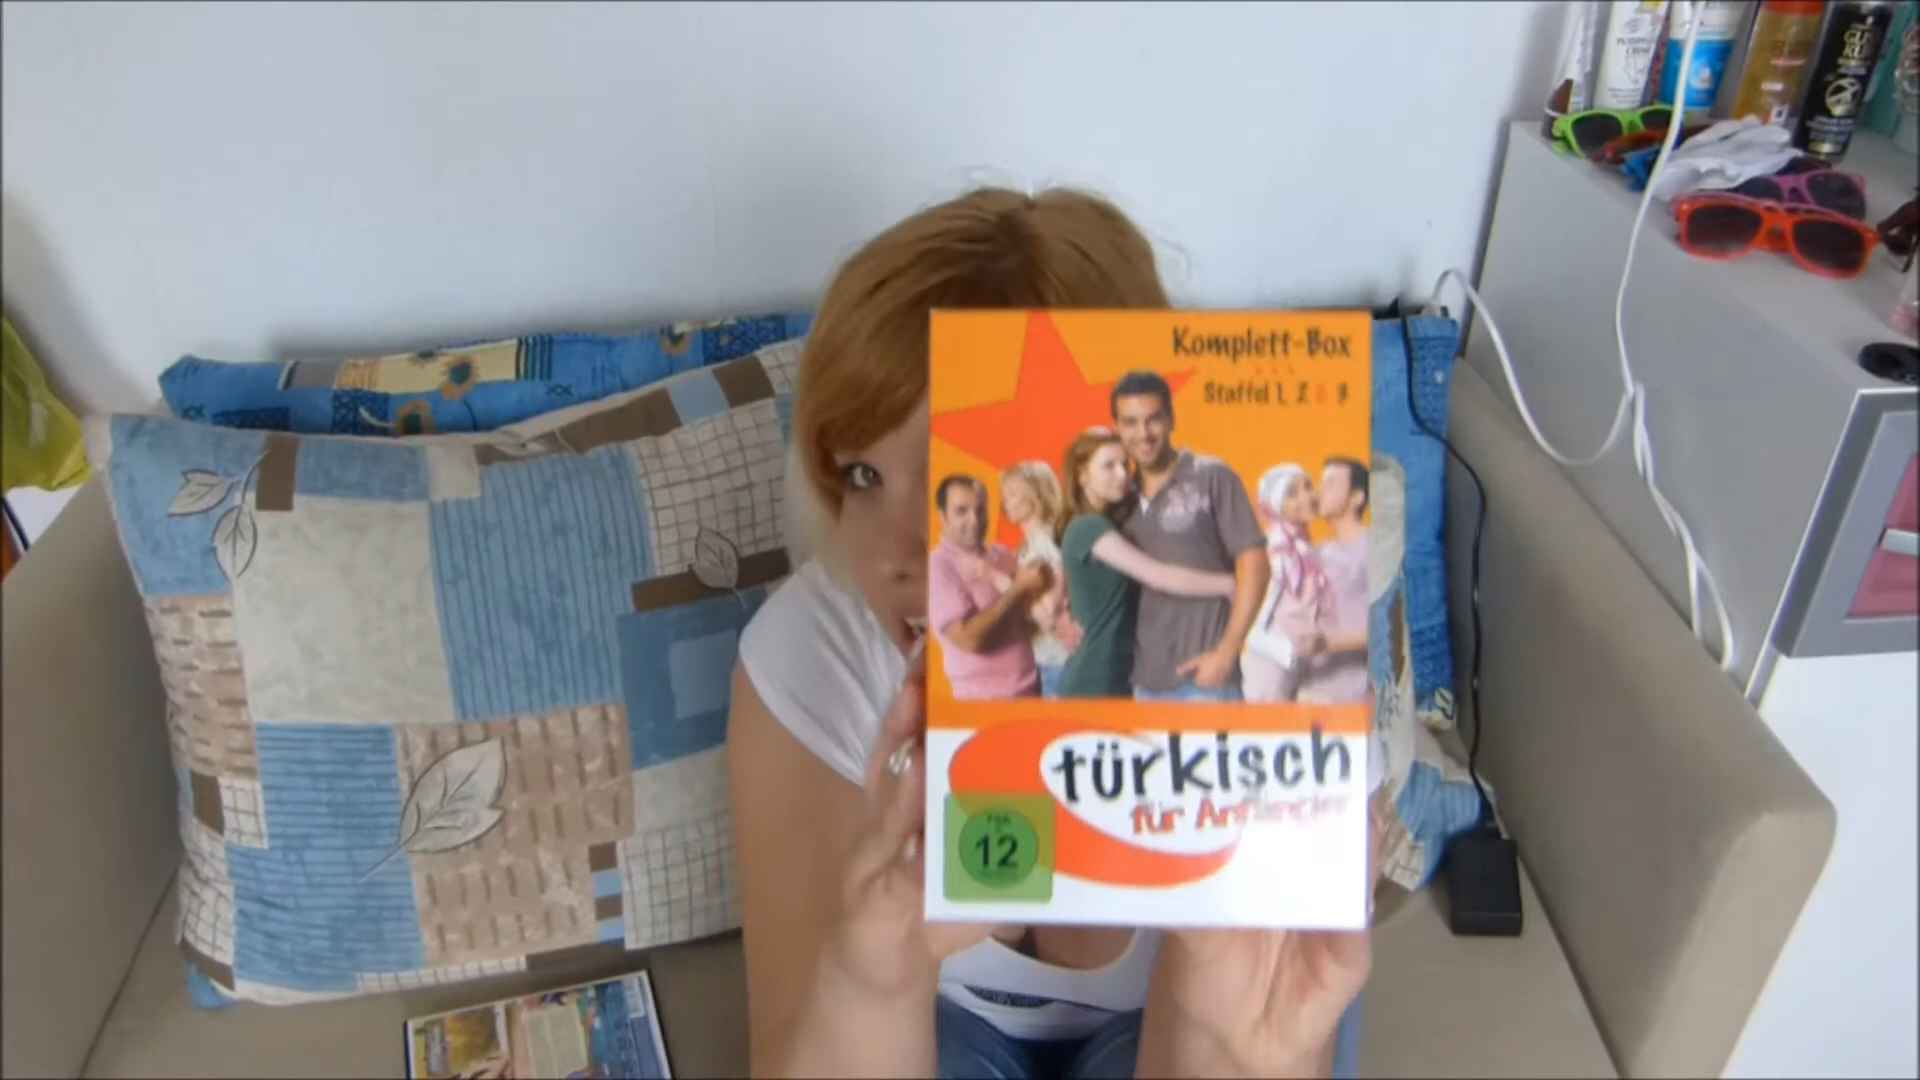 Komplett-Box
Staffel 1, 2 & 3
türkisch
für Anfänger
FSK
12